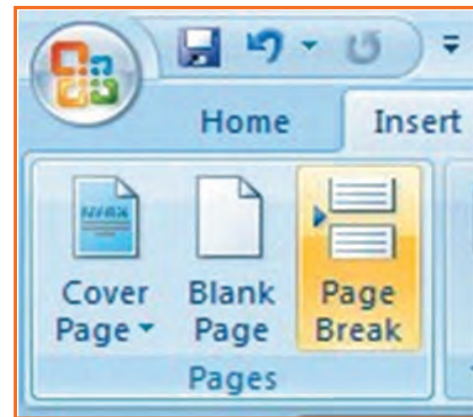 Home Insert
Cover Page
Blank Page
Page Break
Pages